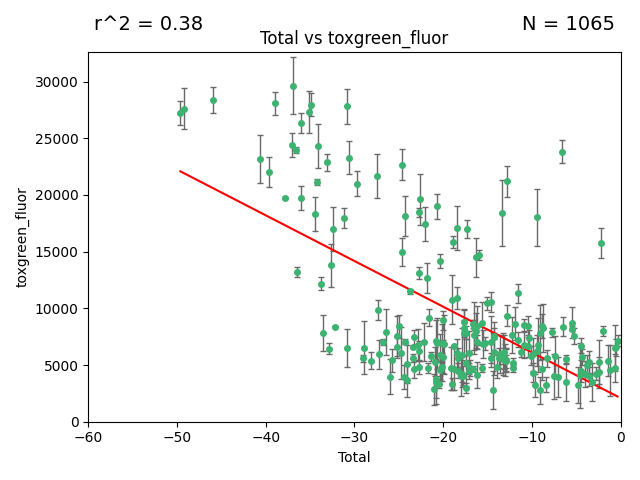 r^2 = 0.38
N = 1065
Total vs toxgreen_fluor
toxgreen_fluor
30000
25000
20000
15000
10000
5000
0
−60
−50
−40
−30
−20
−10
0
Total